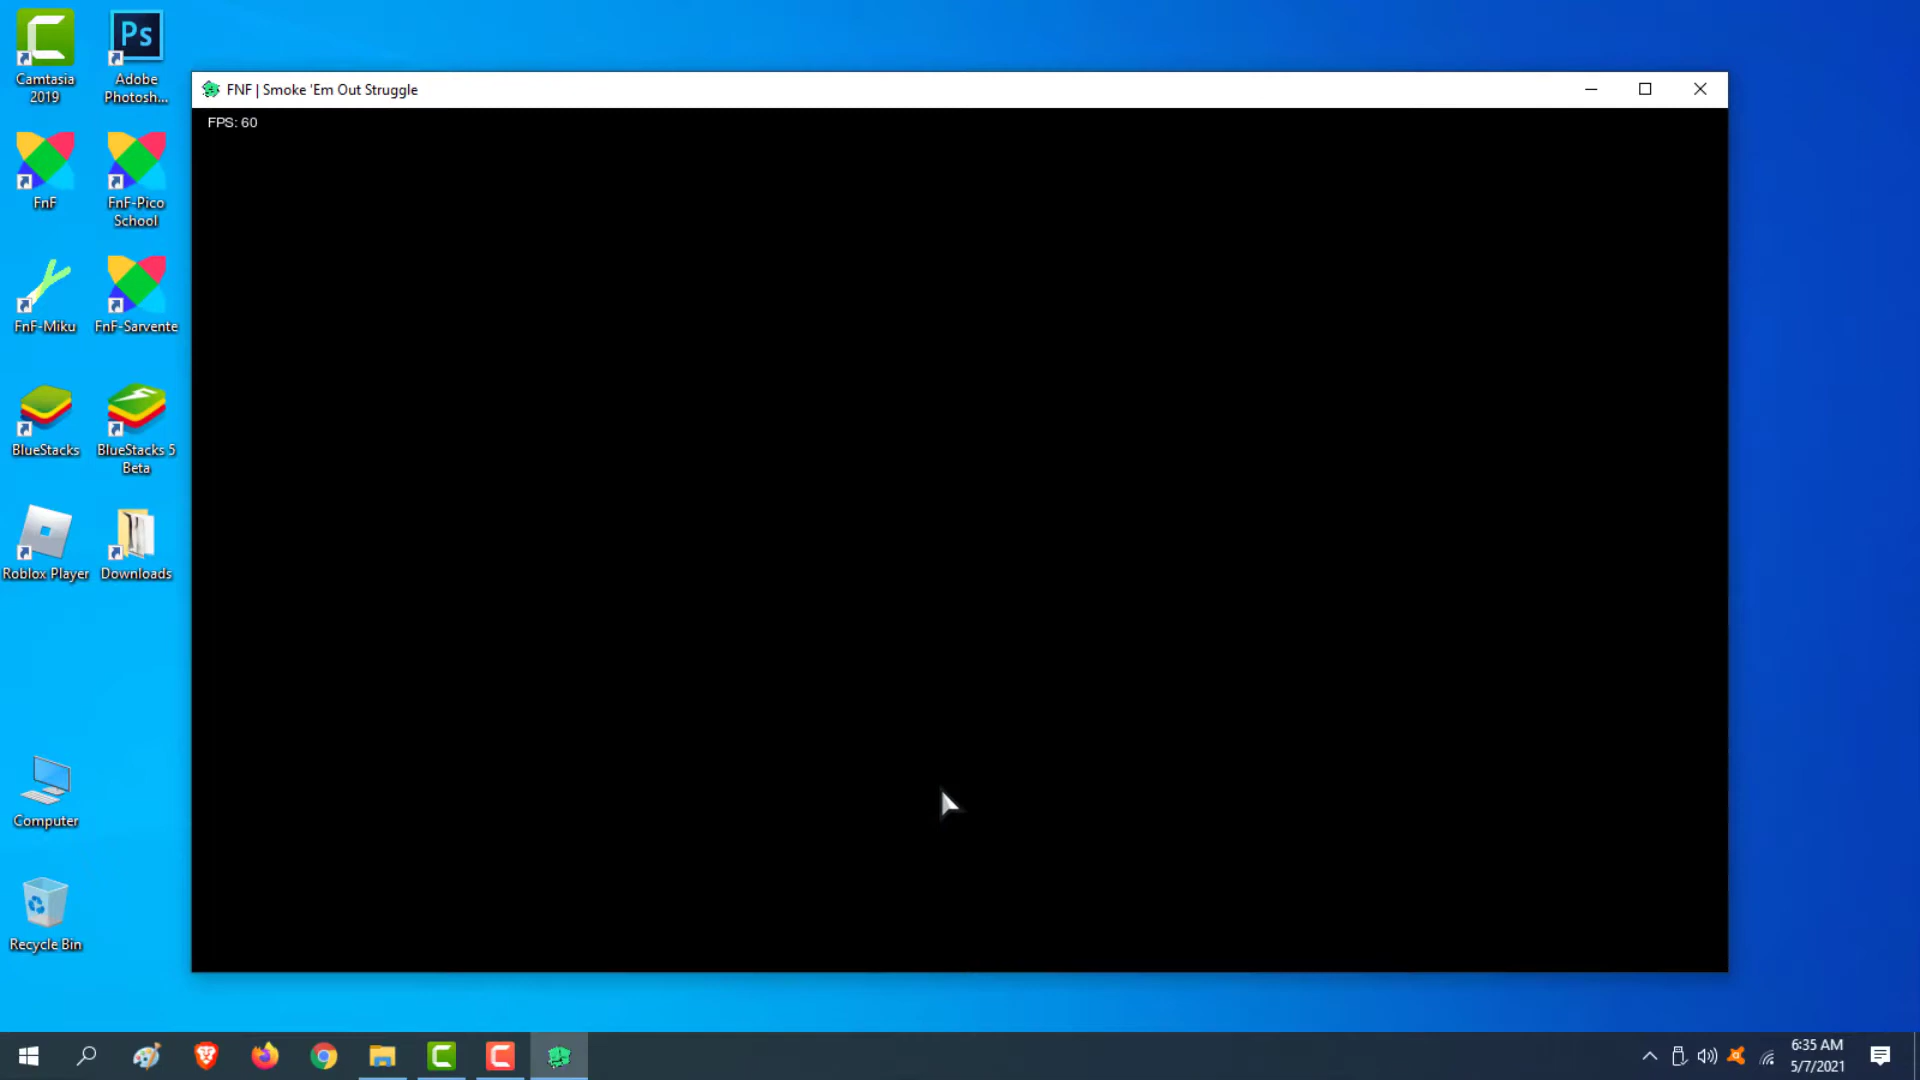 Camtasia
2019
Ps
Adobe
Photosh...
FnF
FnF-Pico
School
FnF-Miku
FnF-Sarvente
BlueStacks
BlueStacks 5
Beta
Roblox Player
Downloads
Computer
Recycle Bin
FNF | Smoke 'Em Out Struggle
FPS: 60
6:35 AM
5/7/2021